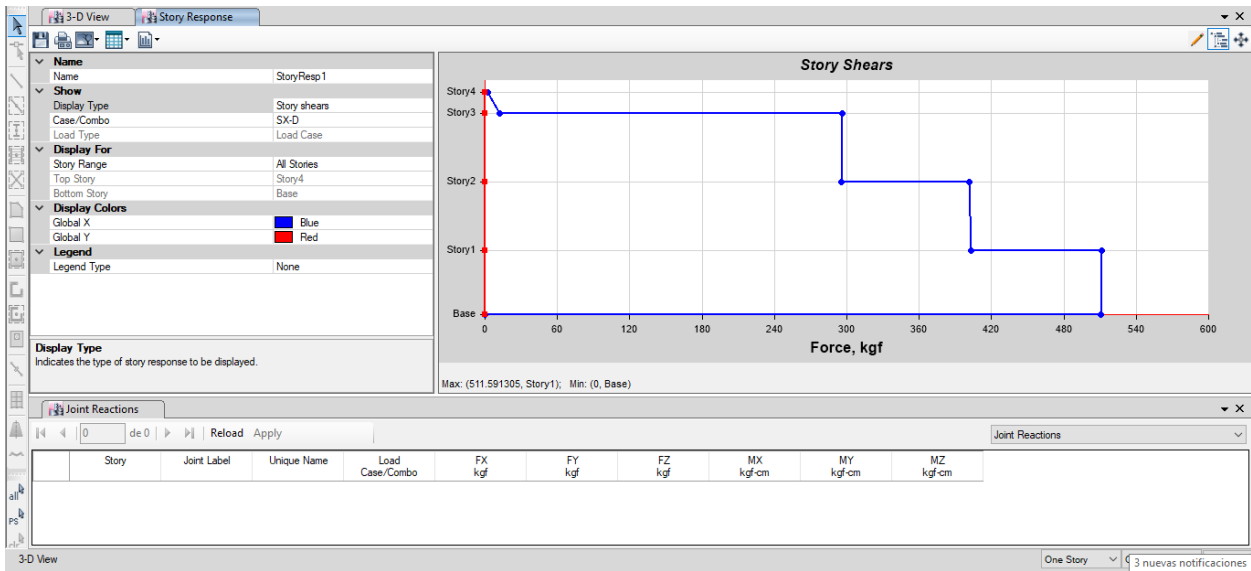 3-D View
Story Response
Name
Name StoryResp1
Show
Display Type Story shears
Case/Combo SX-D
Load Type Load Case
Display For
Story Range All Stories
Top Story Story4
Bottom Story Base
Display Colors
Global X Blue
Global Y Red
Legend
Legend Type None
Display Type
Indicates the type of story response to be displayed.
Story Shears
Story4
Story3
Story2
Story1
Base
0 60 120 180 240 300 360 420 480 540 600
Force, kgf
Max: (511.591305, Story1); Min: (0, Base)
Joint Reactions
0 de 0 Reload Apply
Joint Reactions
Story Joint Label Unique Name Load Case/Combo FX kgf FY kgf FZ kgf MX kgf-cm MY kgf-cm MZ kgf-cm
all
PS
clr
3-D View
One Story
3 nuevas notificaciones